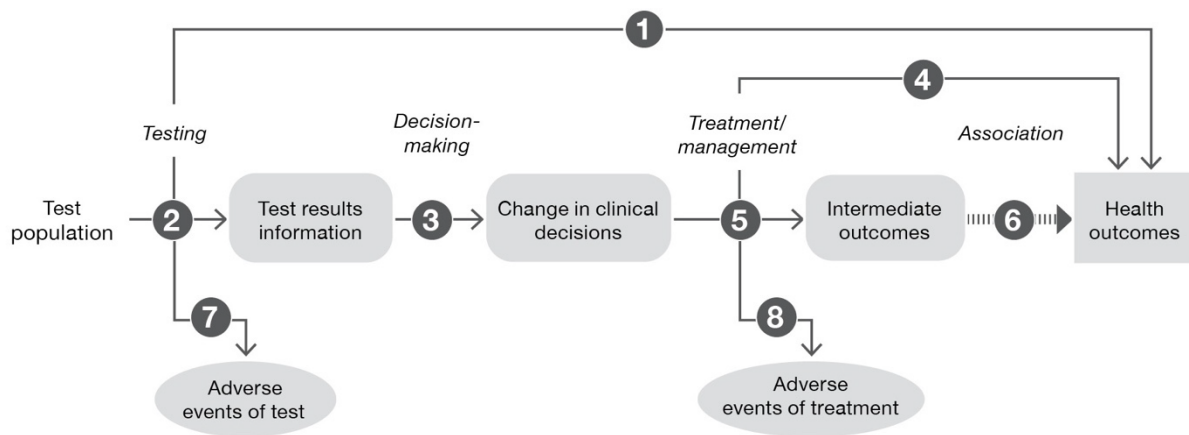 1
4
Testing
Decision-
making
Treatment/
management
Association
Test
population
2
Test results
information
3
Change in clinical
decisions
5
Intermediate
outcomes
6
Health
outcomes
7
8
Adverse
events of test
Adverse
events of treatment